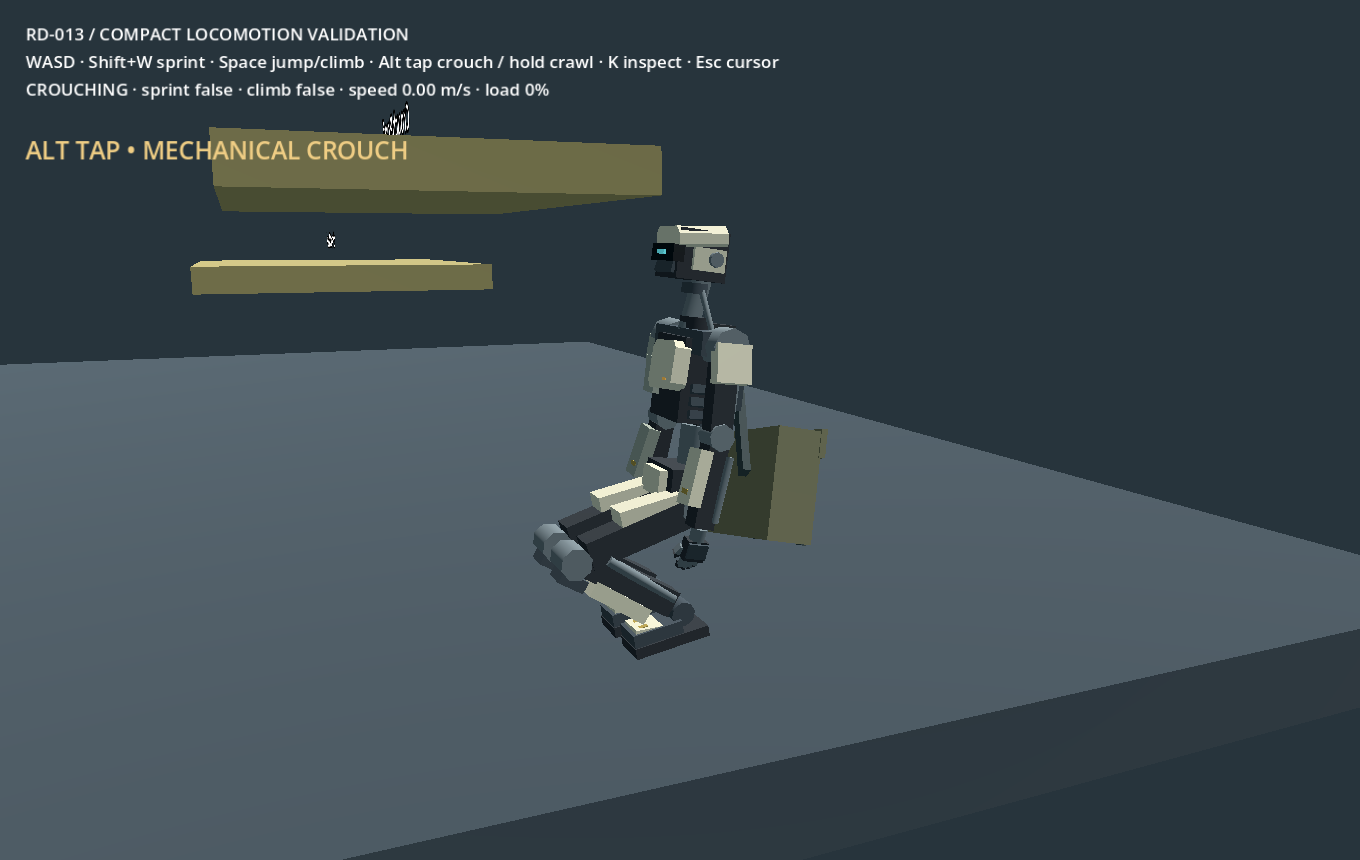 RD-013 / COMPACT LOCOMOTION VALIDATION
WASD · Shift+W sprint · Space jump/climb · Alt tap crouch / hold crawl · K inspect · Esc cursor
CROUCHING · sprint false · climb false · speed 0.00 m/s · load 0%
ALT TAP • MECHANICAL CROUCH